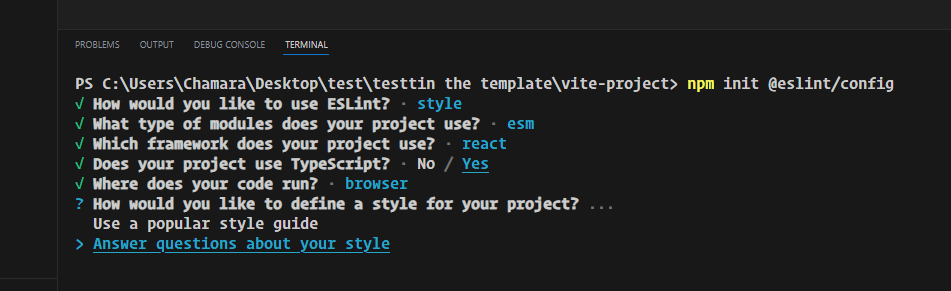 PROBLEMS OUTPUT DEBUG CONSOLE TERMINAL
PS C:\Users\Chamara\Desktop\test\testtin the template\vite-project> npm init @eslint/config
√ How would you like to use ESLint? · style
√ What type of modules does your project use? · esm
√ Which framework does your project use? · react
√ Does your project use TypeScript? · No / Yes
√ Where does your code run? · browser
? How would you like to define a style for your project? ...
Use a popular style guide
> Answer questions about your style